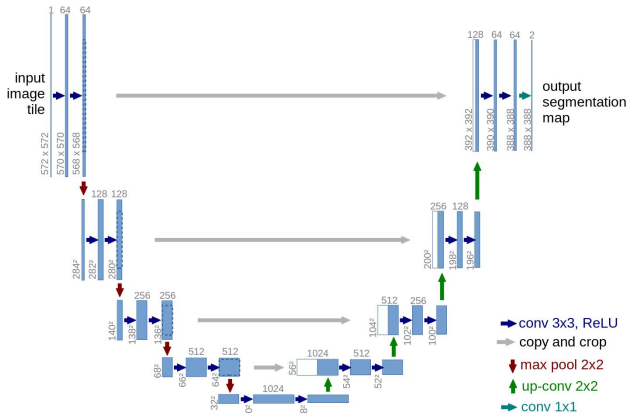 1 64 64
128 64 64 2
input
image
tile
output
segmentation
map
572 x 572
570 x 570
568 x 568
392 x 392
390 x 390
388 x 388
388 x 388
128 128
256 128
284²
282²
280²
200²
198²
196²
256 256
512 256
140²
138²
136²
104²
102²
100²
512 512
1024 512
68²
66²
64²
56²
54²
52²
1024
32²
0²
8²
conv 3x3, ReLU
copy and crop
max pool 2x2
up-conv 2x2
conv 1x1